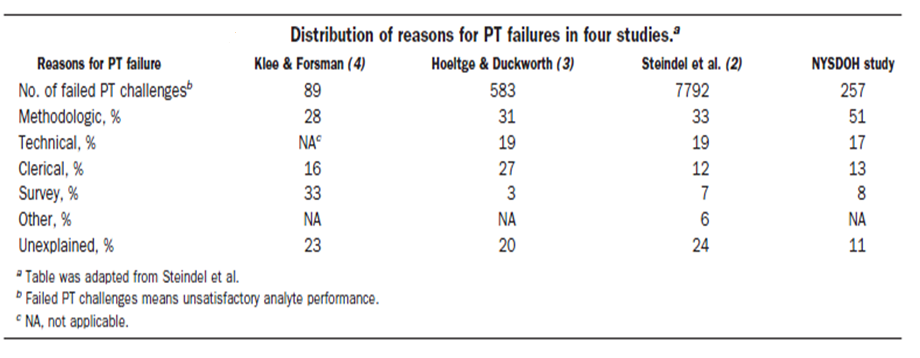 Distribution of reasons for PT failures in four studies.a
Reasons for PT failure Klee & Forsman (4) Hoeltge & Duckworth (3) Steindel et al. (2) NYSDOH study
No. of failed PT challengesb 89 583 7792 257
Methodologic, % 28 31 33 51
Technical, % NAc 19 19 17
Clerical, % 16 27 12 13
Survey, % 33 3 7 8
Other, % NA NA 6 NA
Unexplained, % 23 20 24 11
a Table was adapted from Steindel et al.
b Failed PT challenges means unsatisfactory analyte performance.
c NA, not applicable.